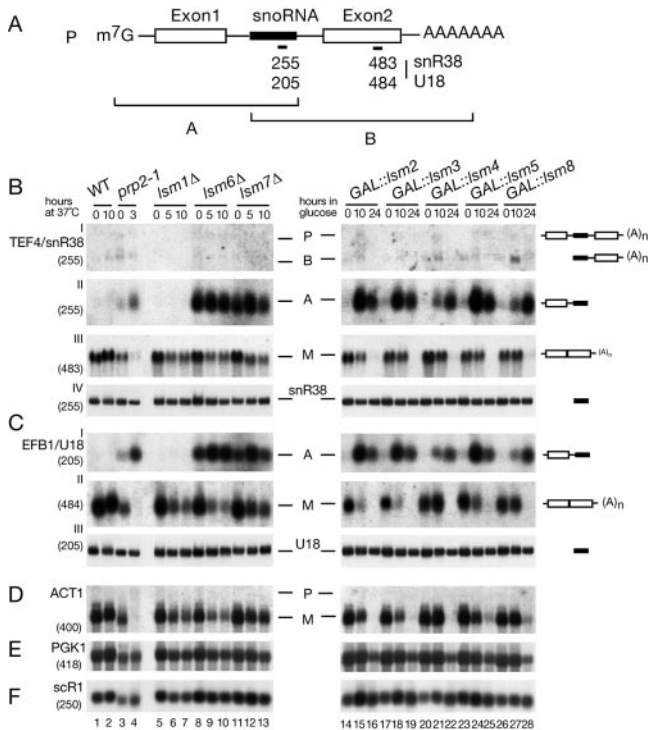 A
P
m7G
Exon1
snoRNA
Exon2
AAAAAAA
255
483
snR38
205
484
U18
A
B
B
WT
prp2-1
lsm1Δ
lsm6Δ
lsm7Δ
GAL::lsm2
GAL::lsm3
GAL::lsm4
GAL::lsm5
GAL::lsm8
hours at 37°C
0 10 0 3 0 5 10 0 5 10 0 5 10
hours in glucose
0 10 24 0 10 24 0 10 24 0 10 24 0 10 24
I
TEF4/snR38
(255)
P
B
(A)n
(A)n
II
(255)
A
III
(483)
M
(A)n
IV
(255)
snR38
C
I
EFB1/U18
(205)
A
II
(484)
M
(A)n
III
(205)
U18
D
ACT1
(400)
P
M
E
PGK1
(418)
F
scR1
(250)
1 2 3 4 5 6 7 8 9 10 11 12 13
14 15 16 17 18 19 20 21 22 23 24 25 26 27 28